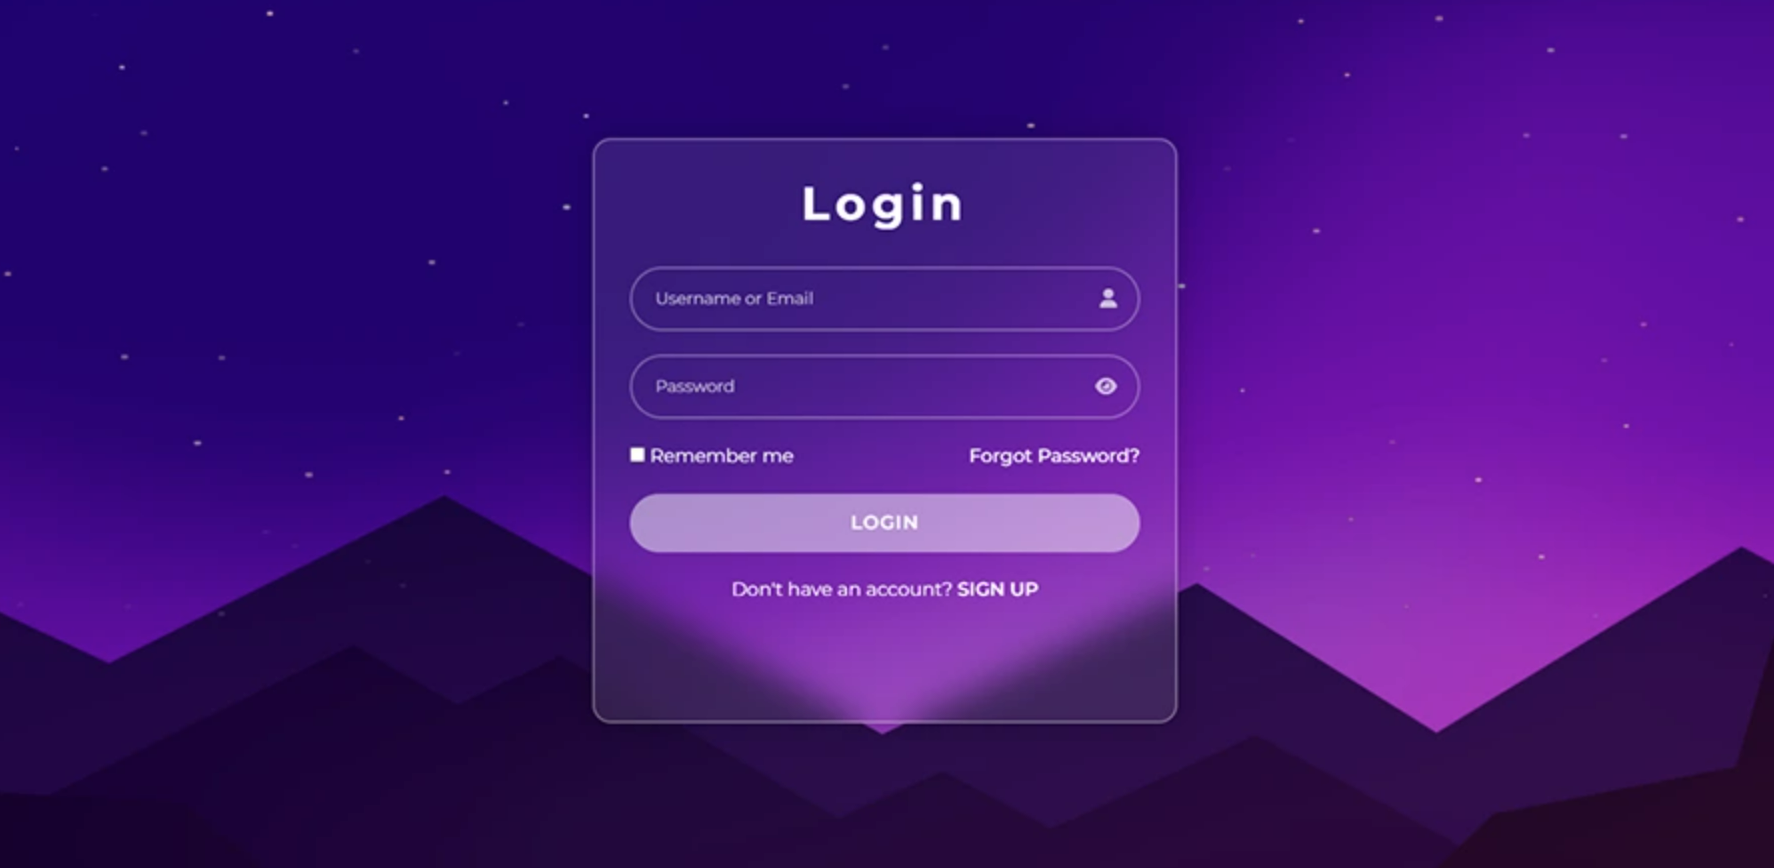 Login
Username or Email
Password
Remember me
Forgot Password?
LOGIN
Don't have an account? SIGN UP